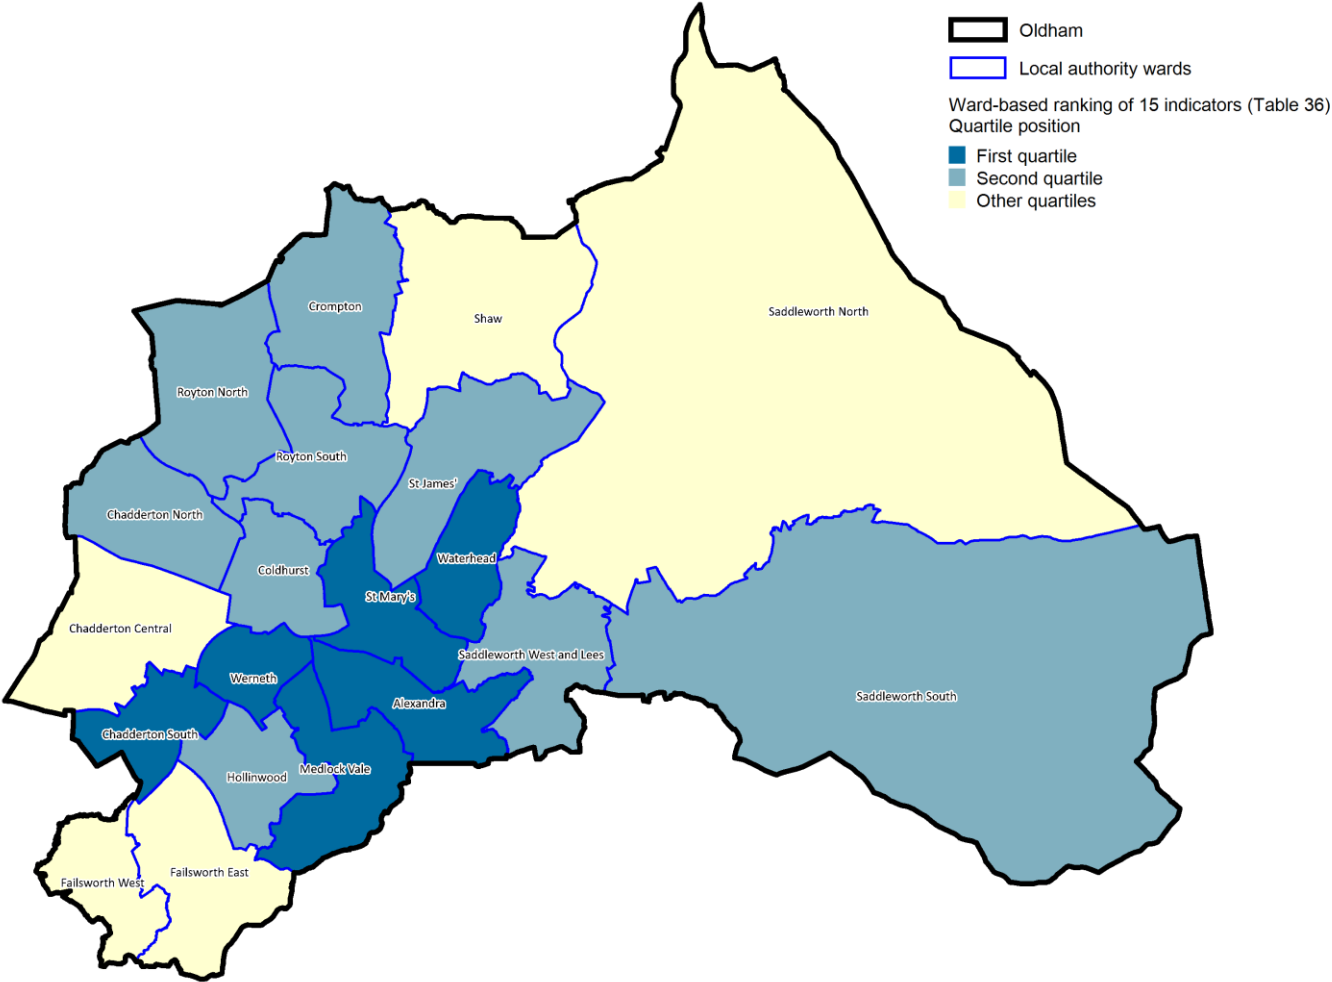 Oldham
Local authority wards
Ward-based ranking of 15 indicators (Table 36)
Quartile position
First quartile
Second quartile
Other quartiles
Crompton
Shaw
Saddleworth North
Royton North
Royton South
St James'
Chadderton North
Waterhead
Coldhurst
St Mary's
Chadderton Central
Saddleworth West and Lees
Werneth
Saddleworth South
Alexandra
Chadderton South
Medlock Vale
Hollinwood
Failsworth East
Failsworth West